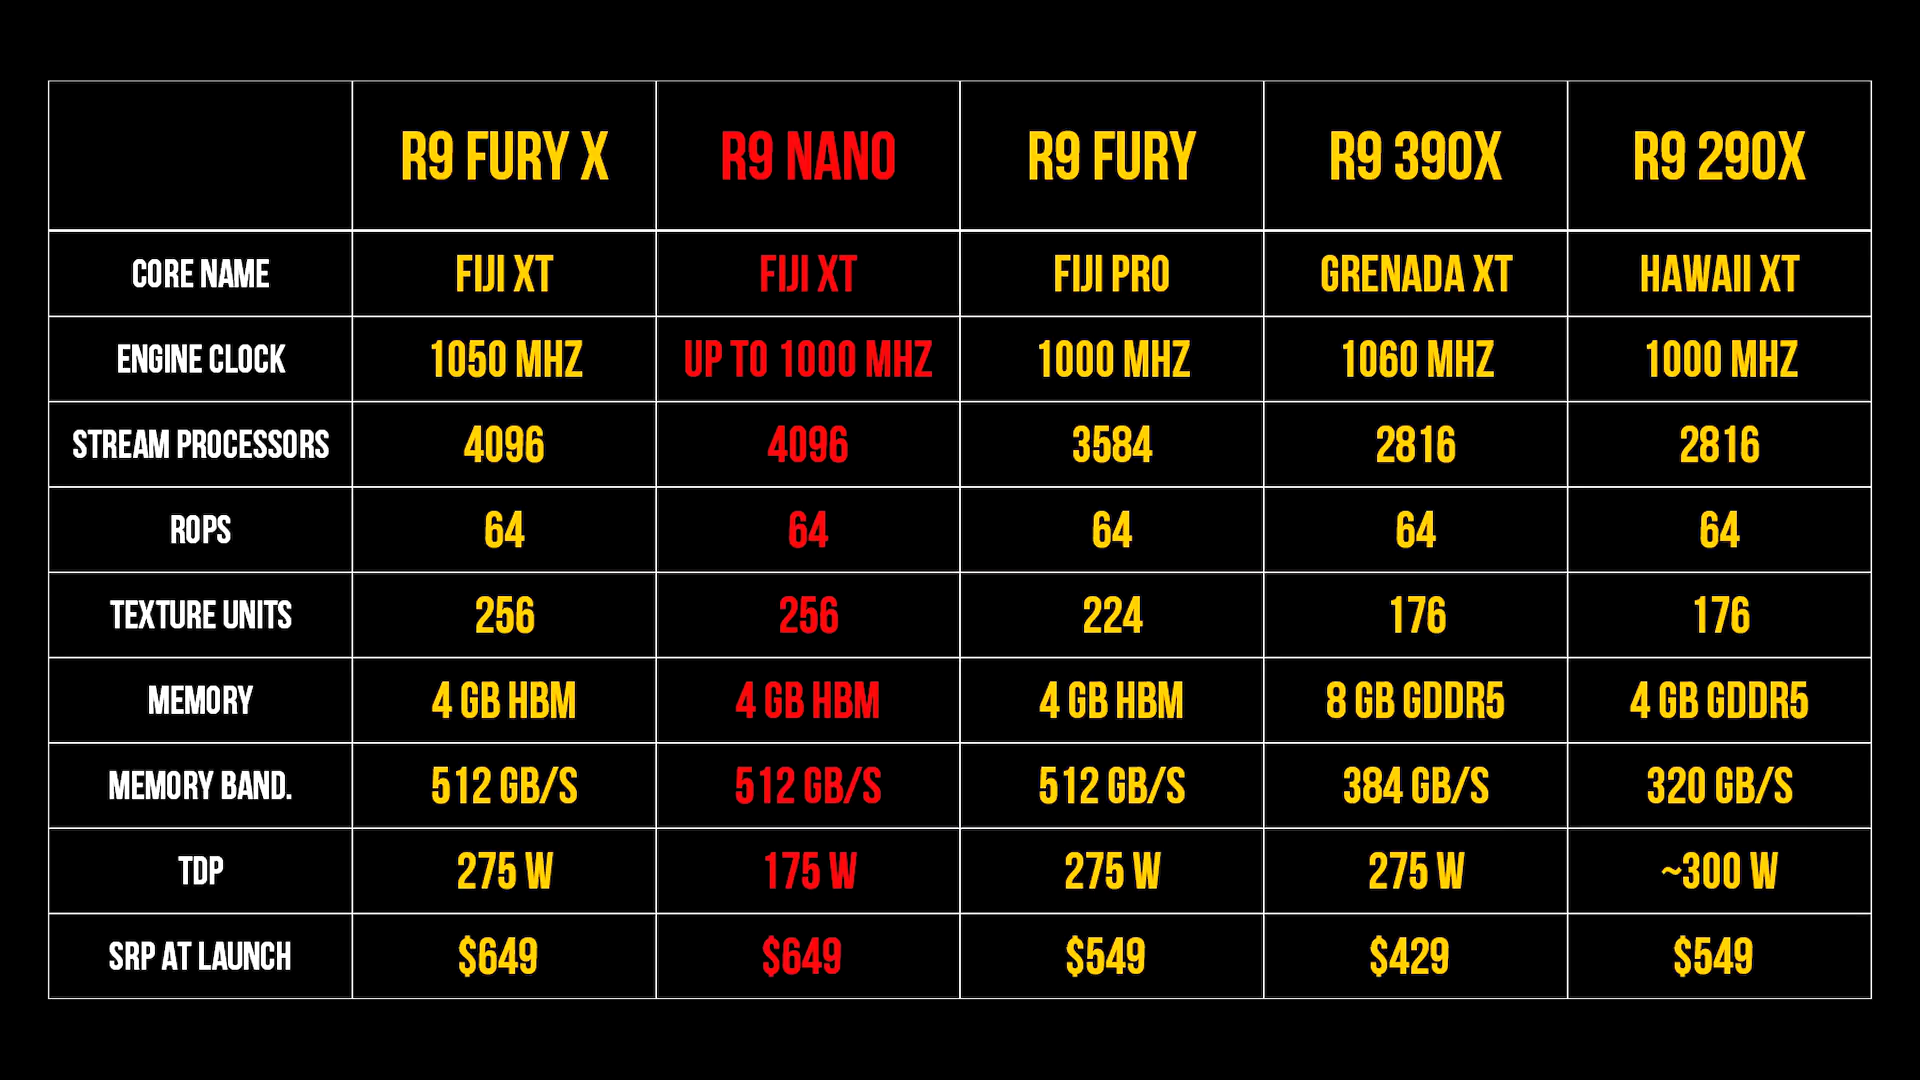 R9 FURY X R9 NANO R9 FURY R9 390X R9 290X
CORE NAME FIJI XT FIJI XT FIJI PRO GRENADA XT HAWAII XT
ENGINE CLOCK 1050 MHZ UP TO 1000 MHZ 1000 MHZ 1060 MHZ 1000 MHZ
STREAM PROCESSORS 4096 4096 3584 2816 2816
ROPS 64 64 64 64 64
TEXTURE UNITS 256 256 224 176 176
MEMORY 4 GB HBM 4 GB HBM 4 GB HBM 8 GB GDDR5 4 GB GDDR5
MEMORY BAND. 512 GB/S 512 GB/S 512 GB/S 384 GB/S 320 GB/S
TDP 275 W 175 W 275 W 275 W ~300 W
SRP AT LAUNCH $649 $649 $549 $429 $549